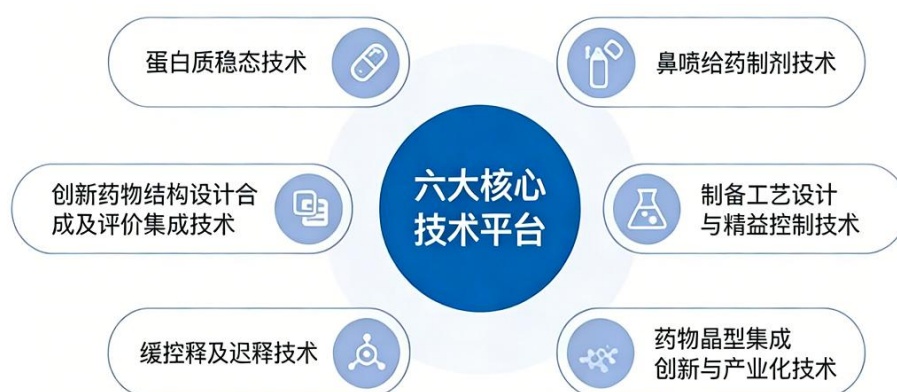 蛋白质稳态技术
鼻喷给药制剂技术
创新药物结构设计合
成及评价集成技术
六大核心
技术平台
制备工艺设计
与精益控制技术
缓控释及迟释技术
药物晶型集成
创新与产业化技术